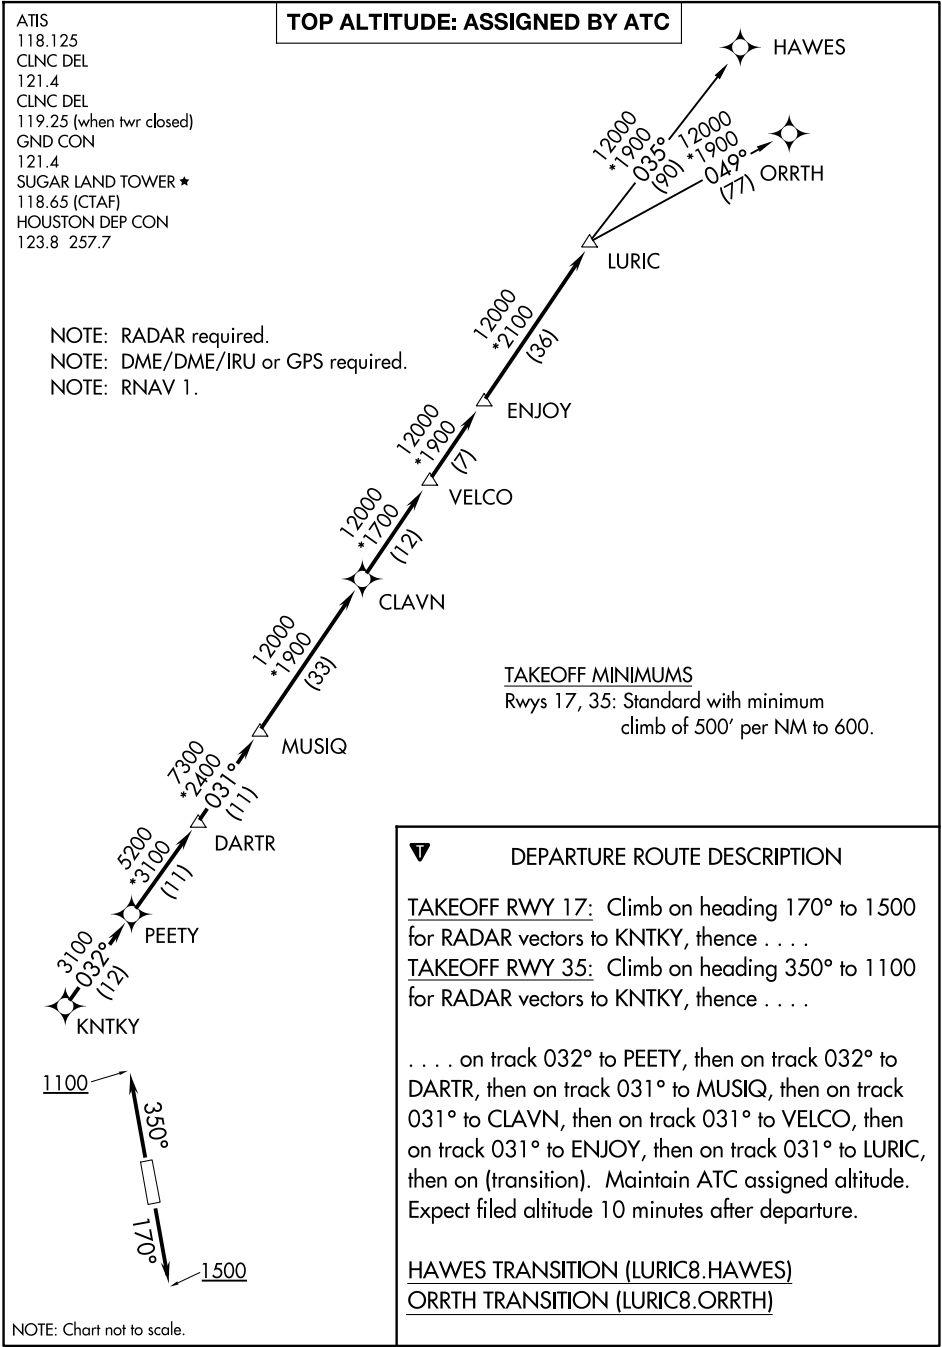 TOP ALTITUDE: ASSIGNED BY ATC
ATIS
118.125
CLNC DEL
121.4
CLNC DEL
119.25 (when twr closed)
GND CON
121.4
SUGAR LAND TOWER ★
118.65 (CTAF)
HOUSTON DEP CON
123.8 257.7
NOTE: RADAR required.
NOTE: DME/DME/IRU or GPS required.
NOTE: RNAV 1.
HAWES
12000
*1900
035°
(90)
12000
*1900
049°
(77)
ORRTH
LURIC
12000
*2100
(36)
ENJOY
12000
*1900
(7)
VELCO
12000
*1700
(12)
CLAVN
12000
*1900
(33)
MUSIQ
7300
*2400
031°
(11)
DARTR
5200
*3100
(11)
PEETY
3100
032°
(12)
KNTKY
1100
350°
170°
1500
NOTE: Chart not to scale.
TAKEOFF MINIMUMS
Rwys 17, 35: Standard with minimum
climb of 500' per NM to 600.
T
DEPARTURE ROUTE DESCRIPTION
TAKEOFF RWY 17: Climb on heading 170° to 1500
for RADAR vectors to KNTKY, thence . . . .
TAKEOFF RWY 35: Climb on heading 350° to 1100
for RADAR vectors to KNTKY, thence . . . .
. . . . on track 032° to PEETY, then on track 032° to
DARTR, then on track 031° to MUSIQ, then on track
031° to CLAVN, then on track 031° to VELCO, then
on track 031° to ENJOY, then on track 031° to LURIC,
then on (transition). Maintain ATC assigned altitude.
Expect filed altitude 10 minutes after departure.
HAWES TRANSITION (LURIC8.HAWES)
ORRTH TRANSITION (LURIC8.ORRTH)